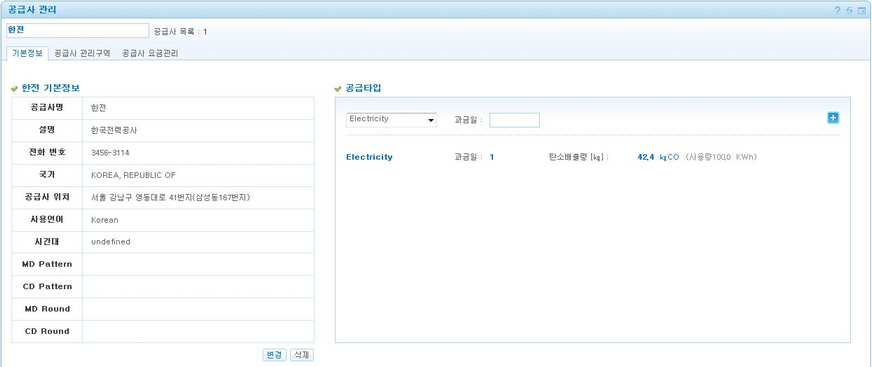 공급사 관리
한전 공급사 목록 : 1
기본정보 공급사 관리구역 공급사 요금관리
한전 기본정보
공급사명 한전
설명 한국전력공사
전화 번호 3456-3114
국가 KOREA, REPUBLIC OF
공급사 위치 서울 강남구 영동대로 41번지(삼성동167번지)
사용언어 Korean
시간대 undefined
MD Pattern
CD Pattern
MD Round
CD Round
변경 삭제
공급타입
Electricity 과금일 :
Electricity 과금일 : 1 탄소배출량 [kg] : 42,4 kgCO (사용량100,0 KWh)